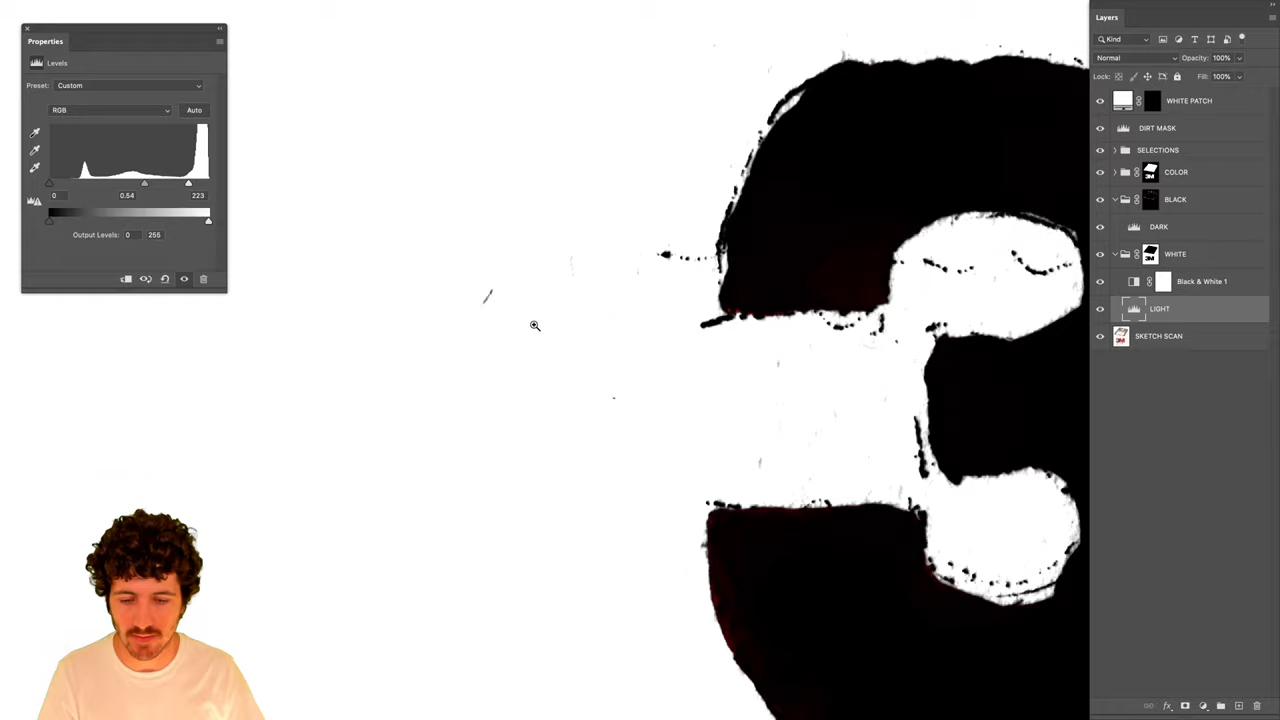 Properties
Levels
Preset: Custom
RGB Auto
0 0.54 223
Output Levels: 0 255
Layers
Kind
Normal Opacity: 100%
Lock: Fill: 100%
WHITE PATCH
DIRT MASK
SELECTIONS
3M COLOR
BLACK
DARK
WHITE
Black & White 1
LIGHT
SKETCH SCAN